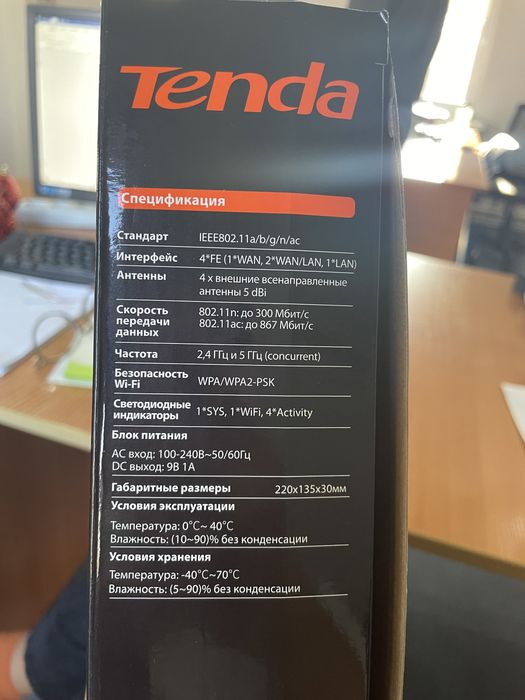 Tenda
Спецификация
Стандарт IEEE802.11a/b/g/n/ac
Интерфейс 4*FE (1*WAN, 2*WAN/LAN, 1*LAN)
Антенны 4 x внешние всенаправленные
антенны 5 dBi
Скорость 802.11n: до 300 Мбит/с
передачи 802.11ac: до 867 Мбит/с
данных
Частота 2,4 ГГц и 5 ГГц (concurrent)
Безопасность
Wi-Fi WPA/WPA2-PSK
Светодиодные
индикаторы 1*SYS, 1*WiFi, 4*Activity
Блок питания
AC вход: 100-240В~50/60Гц
DC выход: 9В 1А
Габаритные размеры 220x135x30мм
Условия эксплуатации
Температура: 0°C~ 40°C
Влажность: (10~90)% без конденсации
Условия хранения
Температура: -40°C~70°C
Влажность: (5~90)% без конденсации